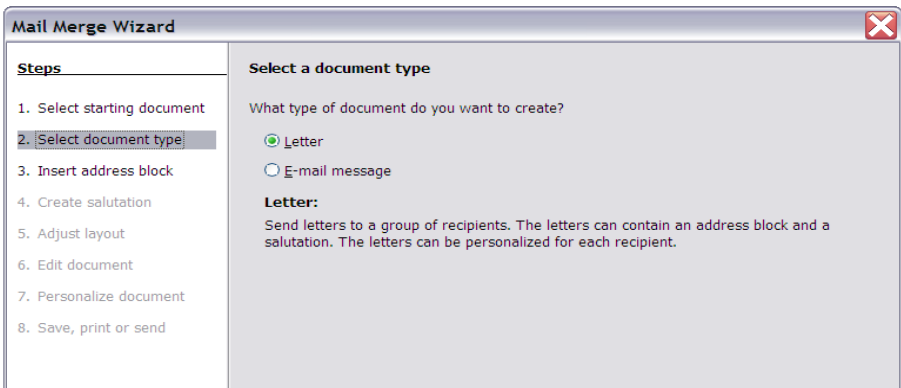 Mail Merge Wizard
Steps
1. Select starting document
2. Select document type
3. Insert address block
4. Create salutation
5. Adjust layout
6. Edit document
7. Personalize document
8. Save, print or send
Select a document type
What type of document do you want to create?
Letter
E-mail message
Letter:
Send letters to a group of recipients. The letters can contain an address block and a
salutation. The letters can be personalized for each recipient.